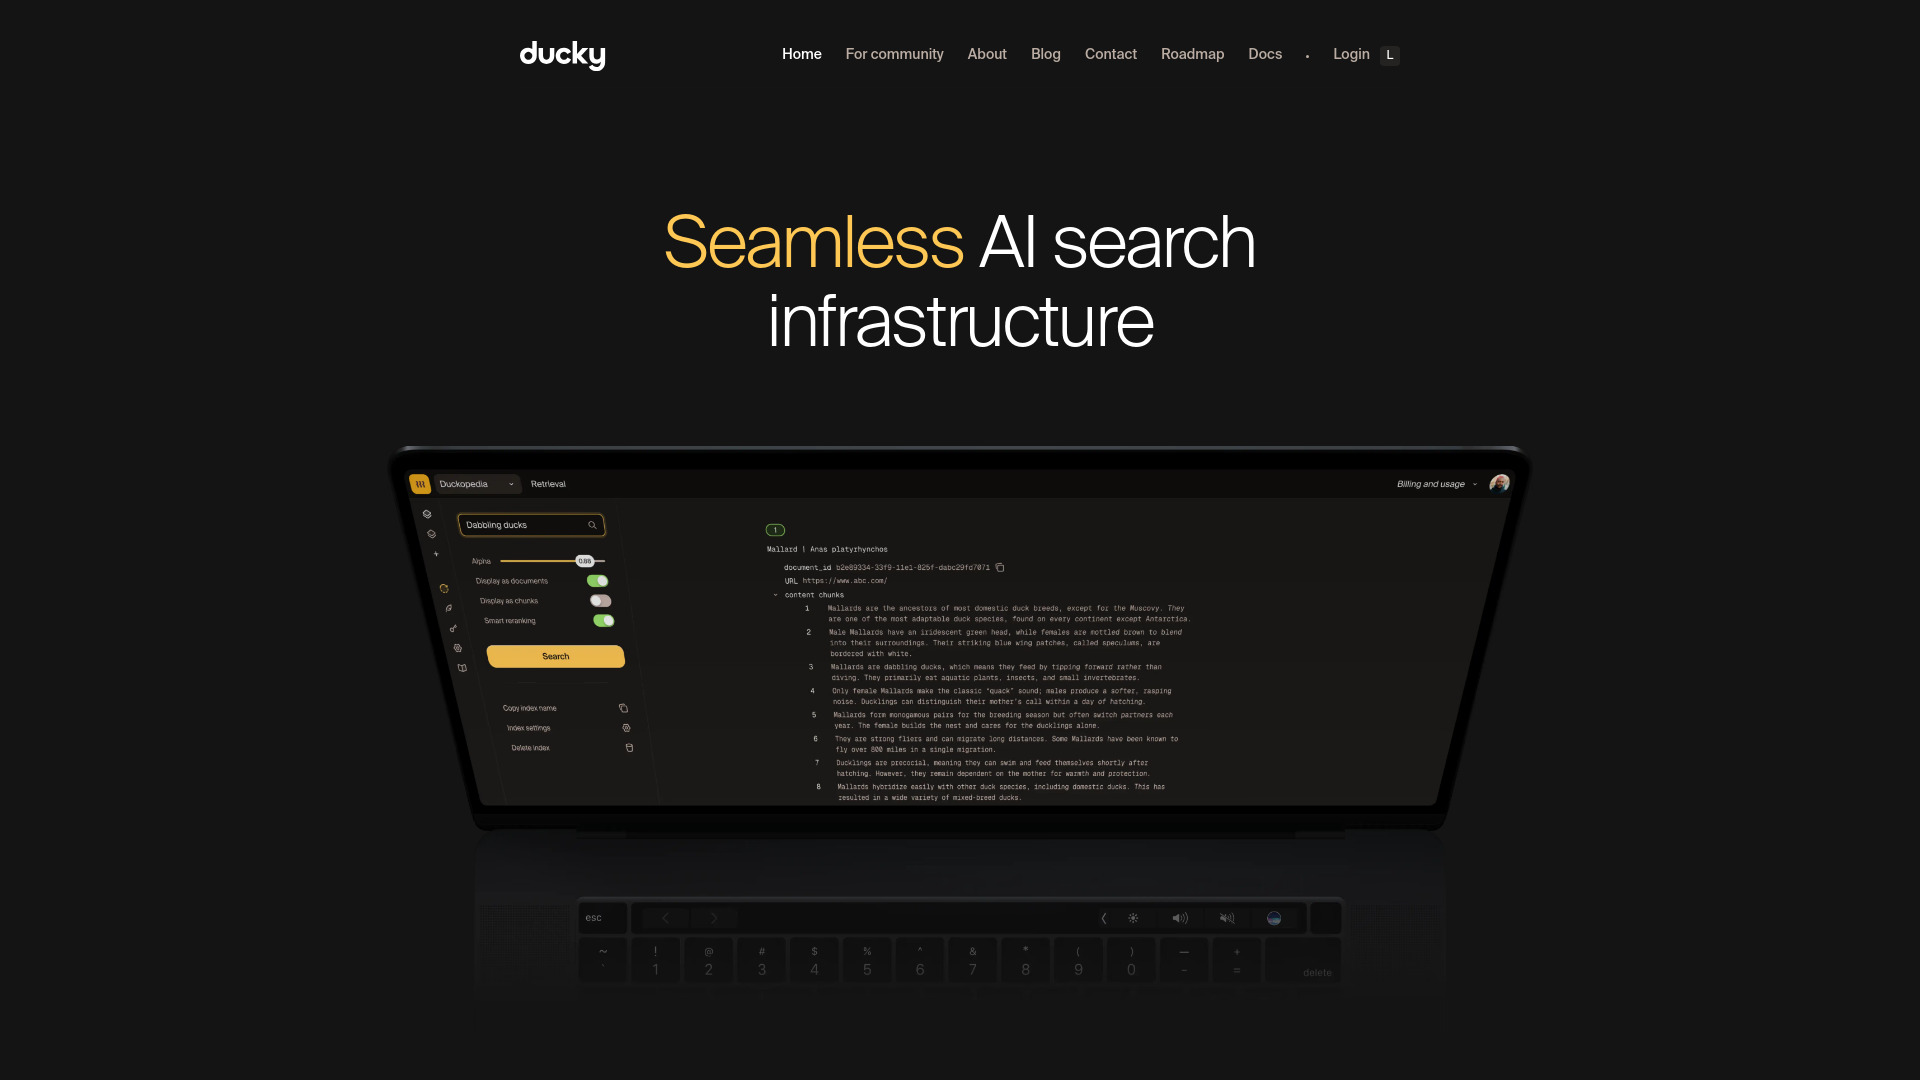 ducky
Home For community About Blog Contact Roadmap Docs • Login L
Seamless AI search
infrastructure
Duckopedia Retrieval Billing and usage
Dabbling ducks
Alpha 0.88
Display as documents
Display as chunks
Smart reranking
Search
Copy index name
Index settings
Delete index
1
Mallard | Anas platyrhynchos
document_id b2e89334-33f9-11e1-825f-dabc29fd7071
URL https://www.abc.com/
content chunks
1 Mallards are the ancestors of most domestic duck breeds, except for the Muscovy. They
are one of the most adaptable duck species, found on every continent except Antarctica.
2 Male Mallards have an iridescent green head, while females are mottled brown to blend
into their surroundings. Their striking blue wing patches, called speculums, are
bordered with white.
3 Mallards are dabbling ducks, which means they feed by tipping forward rather than
diving. They primarily eat aquatic plants, insects, and small invertebrates.
4 Only female Mallards make the classic “quack” sound; males produce a softer, rasping
noise. Ducklings can distinguish their mother's call within a day of hatching.
5 Mallards form monogamous pairs for the breeding season but often switch partners each
year. The female builds the nest and cares for the ducklings alone.
6 They are strong fliers and can migrate long distances. Some Mallards have been known to
fly over 800 miles in a single migration.
7 Ducklings are precocial, meaning they can swim and feed themselves shortly after
hatching. However, they remain dependent on the mother for warmth and protection.
8 Mallards hybridize easily with other duck species, including domestic ducks. This has
resulted in a wide variety of mixed-breed ducks.
esc
~ ! @ # $ % ^ & * ( ) — +
` 1 2 3 4 5 6 7 8 9 0 - = delete